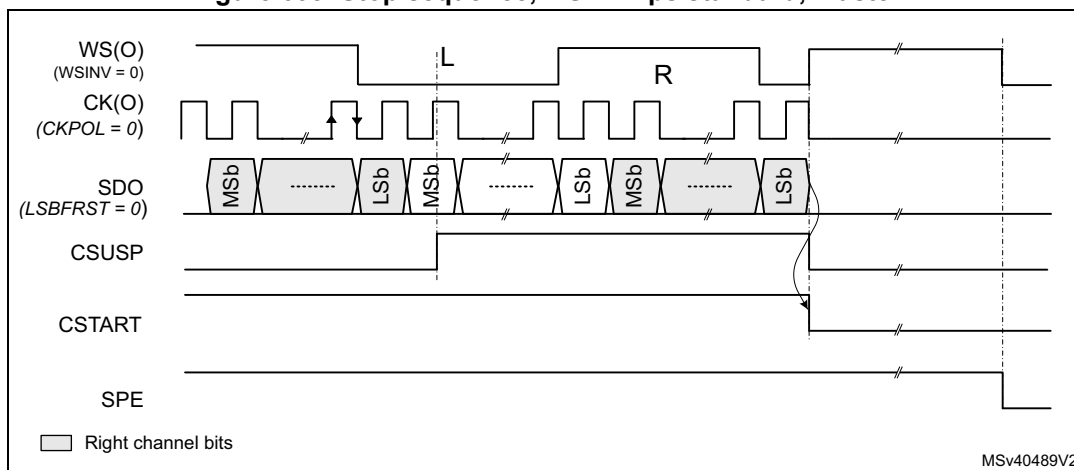 WS(O)
(WSINV = 0)
L
R
CK(O)
(CKPOL = 0)
SDO
(LSBFRST = 0)
MSb
--------
LSb
MSb
--------
LSb
MSb
--------
LSb
CSUSP
CSTART
SPE
Right channel bits
MSv40489V2